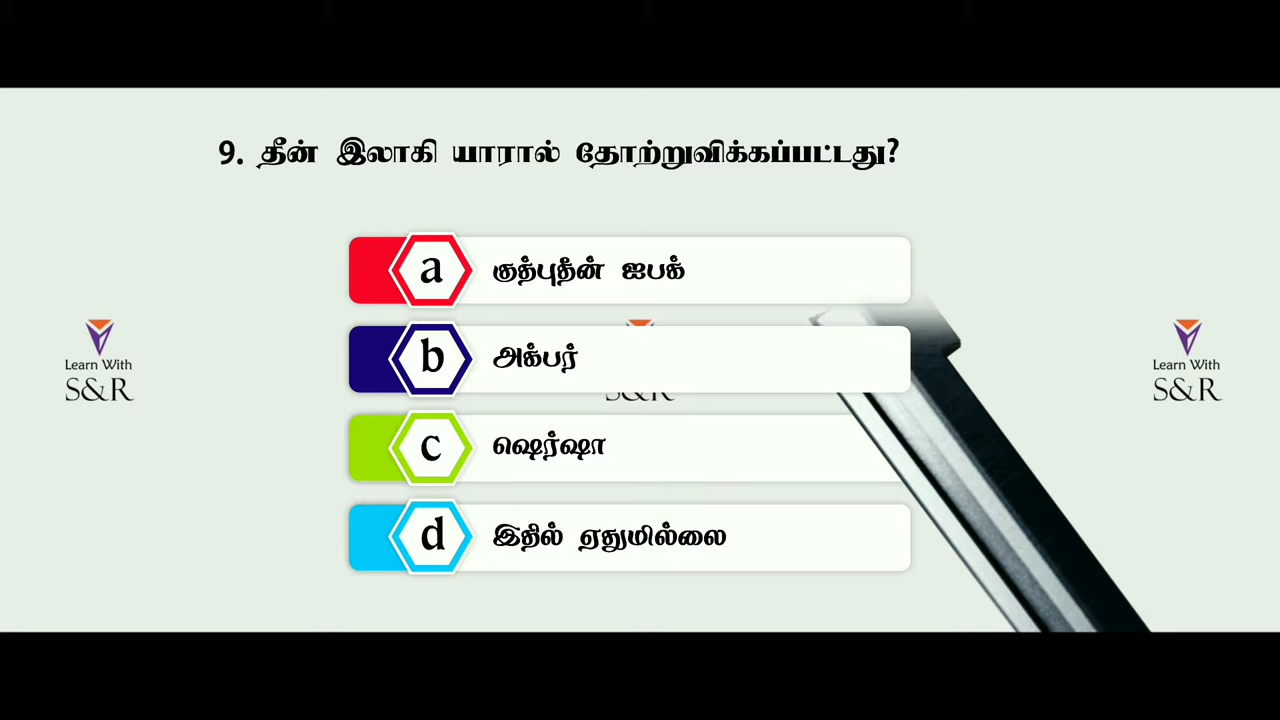 9. தீன் இலாகி யாரால் தோற்றுவிக்கப்பட்டது?
a குத்புதீன் ஐபக்
b அக்பர்
Learn With
S&R
Learn With
S&R
S&R
c ஷெர்ஷா
d இதில் ஏதுமில்லை